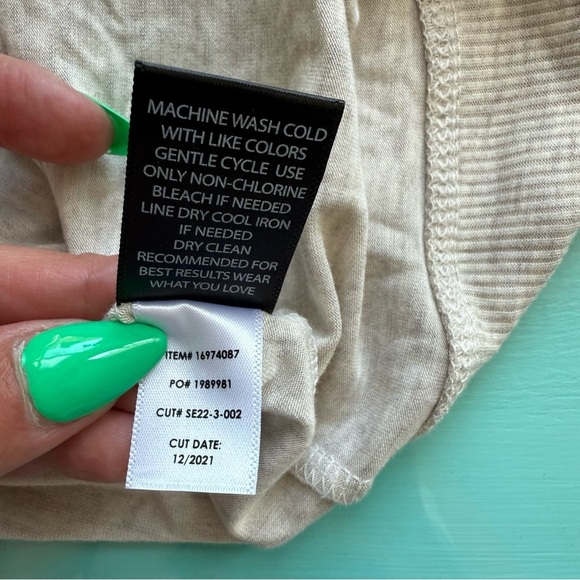 MACHINE WASH COLD
WITH LIKE COLORS
GENTLE CYCLE USE
ONLY NON-CHLORINE
BLEACH IF NEEDED
LINE DRY COOL IRON
IF NEEDED
DRY CLEAN
RECOMMENDED FOR
BEST RESULTS WEAR
WHAT YOU LOVE
ITEM# 16974087
PO# 1989981
CUT# SE22-3-002
CUT DATE:
12/2021